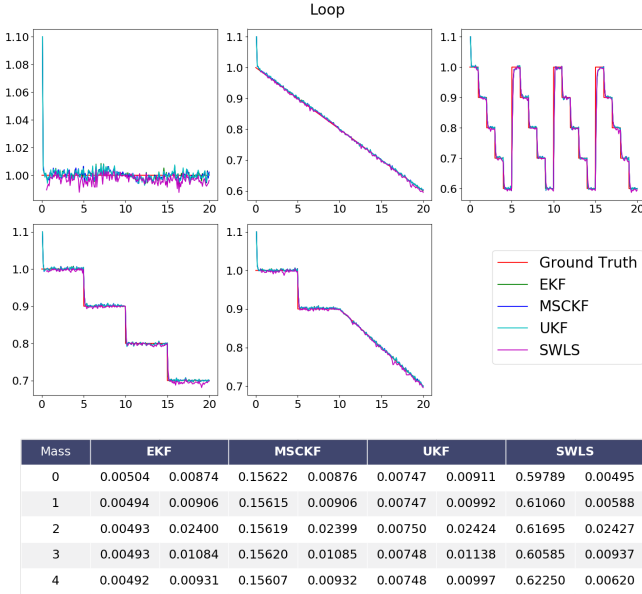 Loop
1.10
1.08
1.06
1.04
1.02
1.00
0 5 10 15 20
1.1
1.0
0.9
0.8
0.7
0.6
0 5 10 15 20
1.1
1.0
0.9
0.8
0.7
0.6
0 5 10 15 20
1.1
1.0
0.9
0.8
0.7
0 5 10 15 20
1.1
1.0
0.9
0.8
0.7
0 5 10 15 20
Ground Truth
EKF
MSCKF
UKF
SWLS
Mass EKF MSCKF UKF SWLS
0 0.00504 0.00874 0.15622 0.00876 0.00747 0.00911 0.59789 0.00495
1 0.00494 0.00906 0.15615 0.00906 0.00747 0.00992 0.61060 0.00588
2 0.00493 0.02400 0.15619 0.02399 0.00750 0.02424 0.61695 0.02427
3 0.00493 0.01084 0.15620 0.01085 0.00748 0.01138 0.60585 0.00937
4 0.00492 0.00931 0.15607 0.00932 0.00748 0.00997 0.62250 0.00620